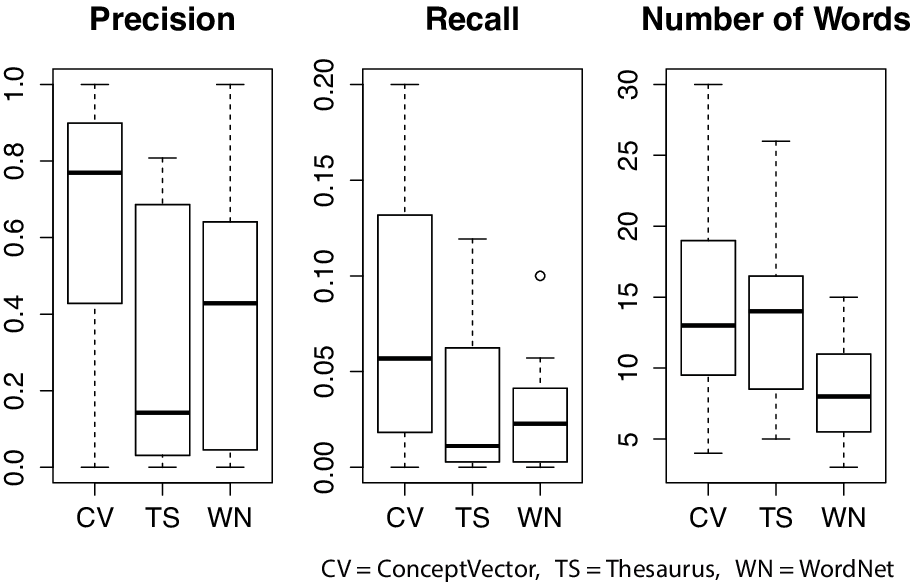 Precision
Recall
Number of Words
1.0
0.8
0.6
0.4
0.2
0.0
CV TS WN
0.20
0.15
0.10
0.05
0.00
CV TS WN
30
25
20
15
10
5
CV TS WN
CV = ConceptVector, TS = Thesaurus, WN = WordNet